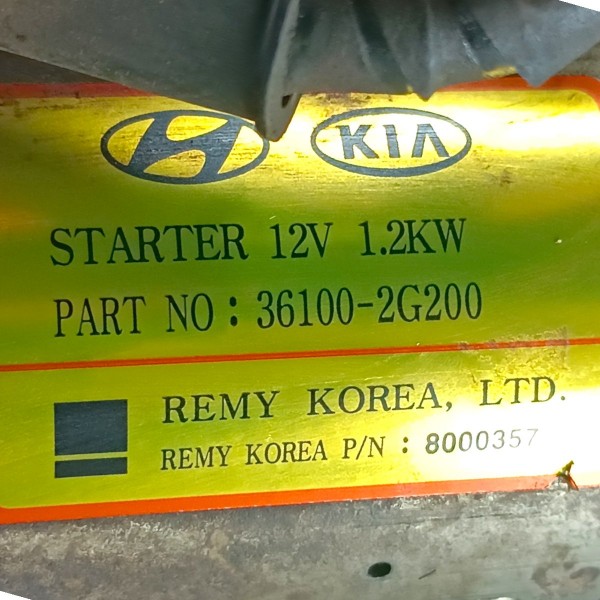 KIA
STARTER 12V 1.2KW
PART NO : 36100-2G200
REMY KOREA, LTD.
REMY KOREA P/N : 8000357